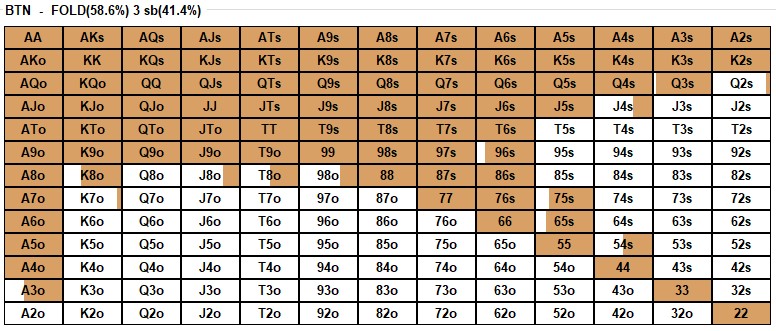 BTN - FOLD(58.6%) 3 sb(41.4%)
AA AKs AQs AJs ATs A9s A8s A7s A6s A5s A4s A3s A2s
AKo KK KQs KJs KTs K9s K8s K7s K6s K5s K4s K3s K2s
AQo KQo QQ QJs QTs Q9s Q8s Q7s Q6s Q5s Q4s Q3s Q2s
AJo KJo QJo JJ JTs J9s J8s J7s J6s J5s J4s J3s J2s
ATo KTo QTo JTo TT T9s T8s T7s T6s T5s T4s T3s T2s
A9o K9o Q9o J9o T9o 99 98s 97s 96s 95s 94s 93s 92s
A8o K8o Q8o J8o T8o 98o 88 87s 86s 85s 84s 83s 82s
A7o K7o Q7o J7o T7o 97o 87o 77 76s 75s 74s 73s 72s
A6o K6o Q6o J6o T6o 96o 86o 76o 66 65s 64s 63s 62s
A5o K5o Q5o J5o T5o 95o 85o 75o 65o 55 54s 53s 52s
A4o K4o Q4o J4o T4o 94o 84o 74o 64o 54o 44 43s 42s
A3o K3o Q3o J3o T3o 93o 83o 73o 63o 53o 43o 33 32s
A2o K2o Q2o J2o T2o 92o 82o 72o 62o 52o 42o 32o 22